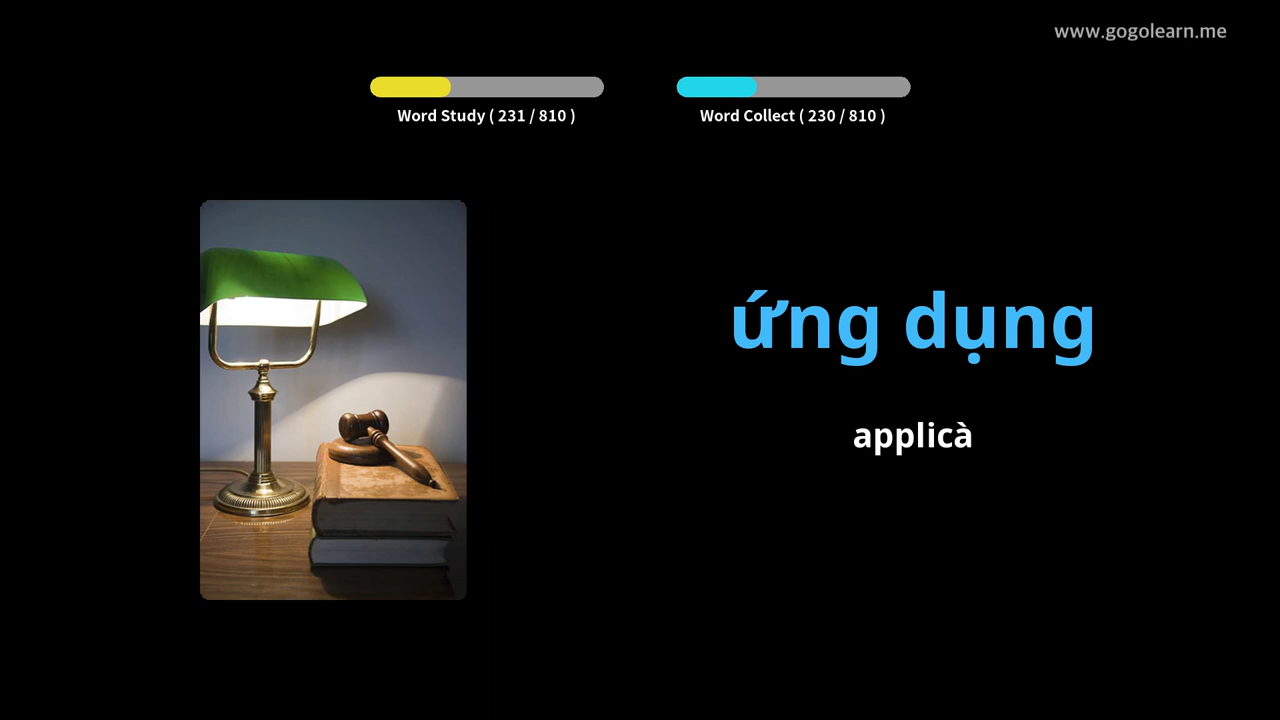 www.gogolearn.me
Word Study ( 231 / 810 )
Word Collect ( 230 / 810 )
ứng dụng
applicà